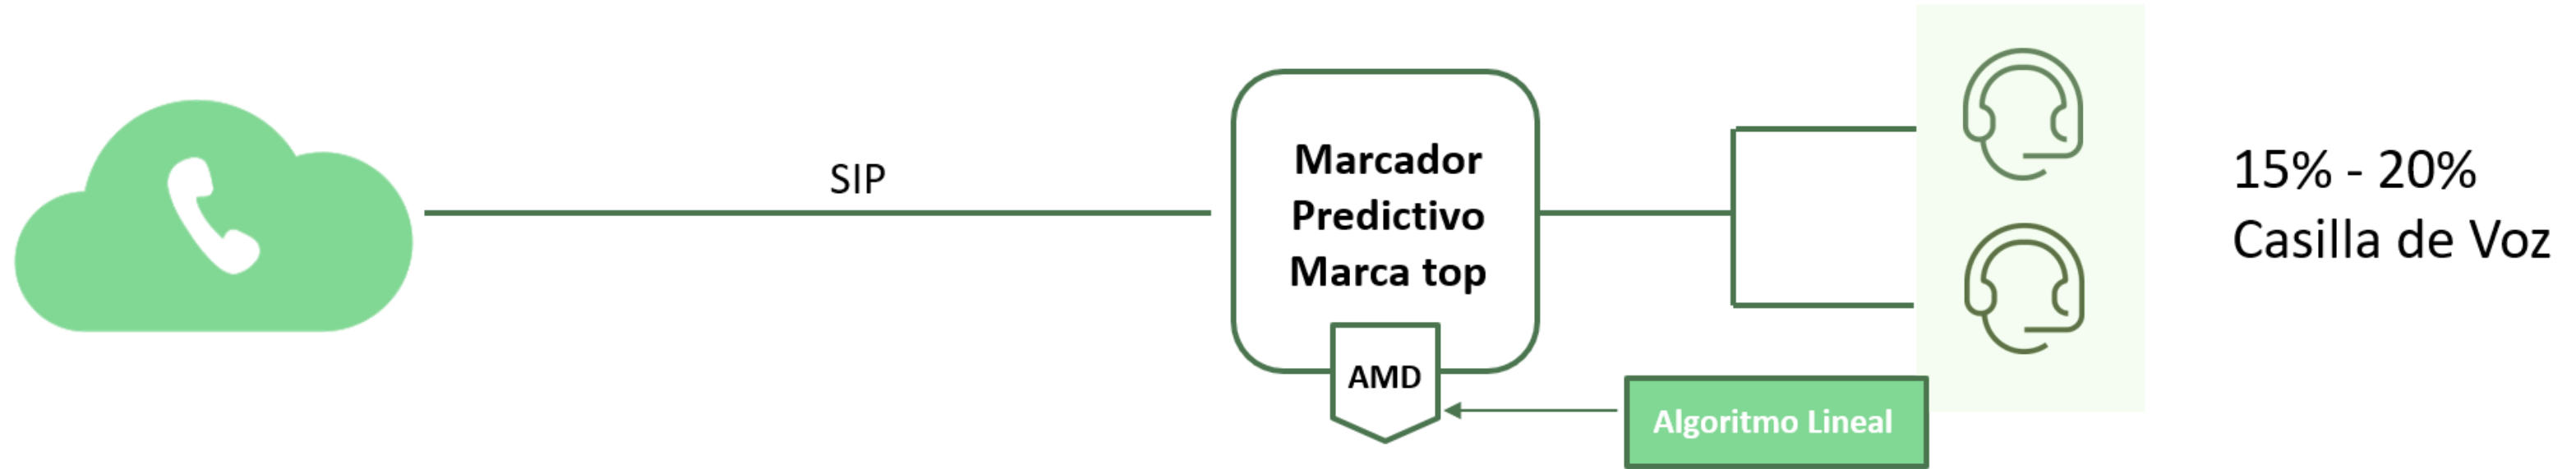 SIP
Marcador
Predictivo
Marca top
AMD
Algoritmo Lineal
15% - 20%
Casilla de Voz